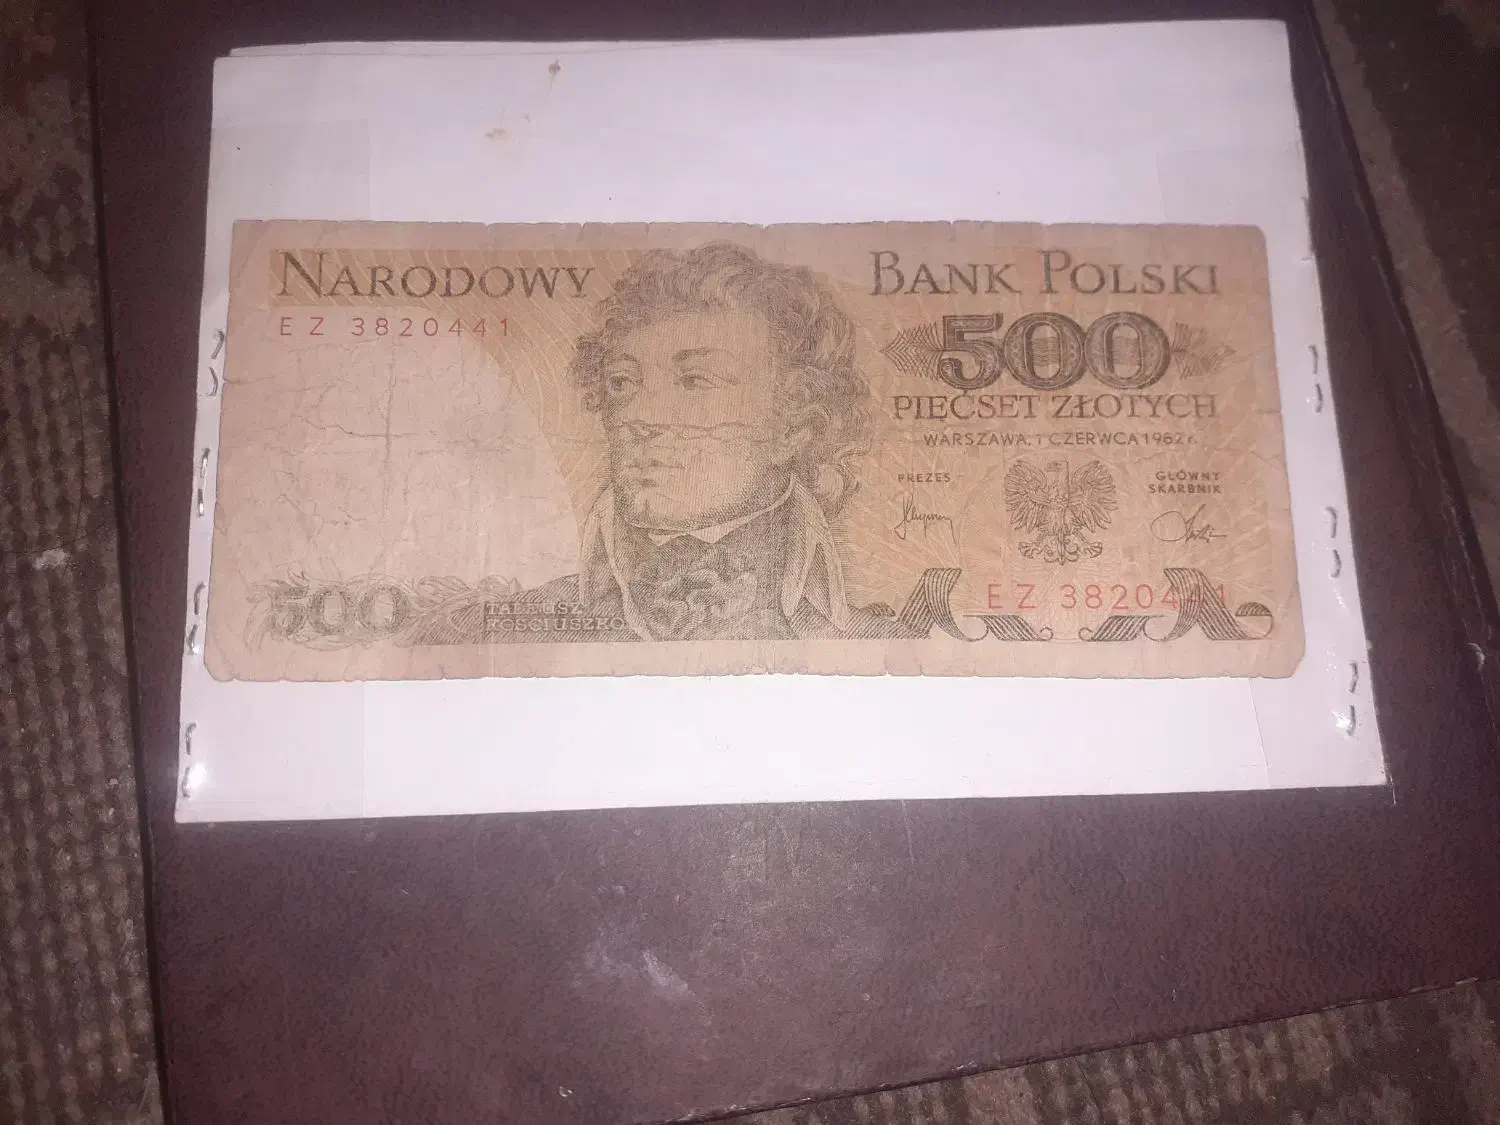 NARODOWY BANK POLSKI
EZ 3820441
500
PIĘĆSET ZŁOTYCH
WARSZAWA, 1 CZERWCA 1982 r.
PREZES
GŁÓWNY
SKARBNIK
EZ 3820441
500
TADEUSZ
KOŚCIUSZKO